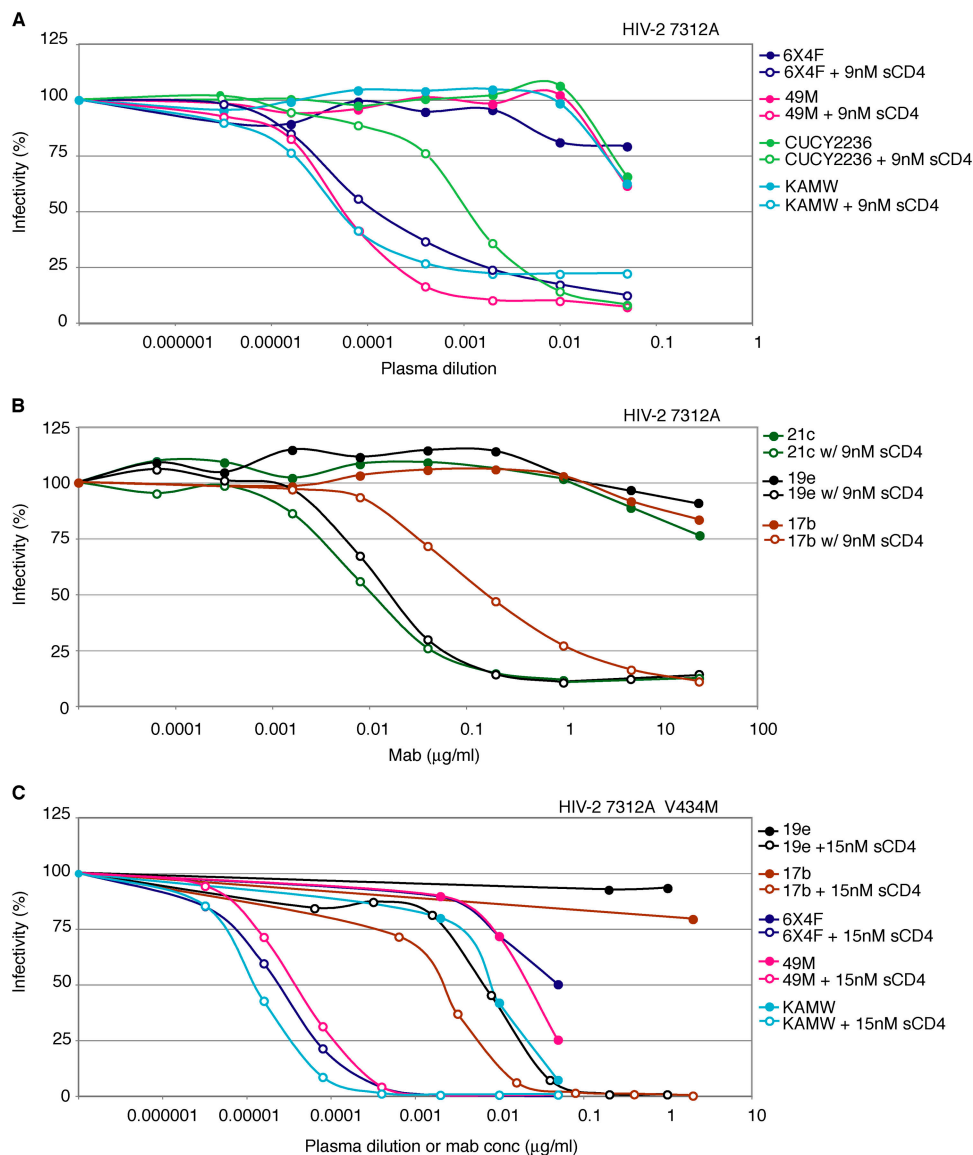 A
HIV-2 7312A
125
100
75
50
25
0
Infectivity (%)
0.000001 0.00001 0.0001 0.001 0.01 0.1 1
Plasma dilution
6X4F
6X4F + 9nM sCD4
49M
49M + 9nM sCD4
CUCY2236
CUCY2236 + 9nM sCD4
KAMW
KAMW + 9nM sCD4
B
HIV-2 7312A
125
100
75
50
25
0
Infectivity (%)
0.0001 0.001 0.01 0.1 1 10 100
Mab (μg/ml)
21c
21c w/ 9nM sCD4
19e
19e w/ 9nM sCD4
17b
17b w/ 9nM sCD4
C
HIV-2 7312A V434M
125
100
75
50
25
0
Infectivity (%)
0.000001 0.00001 0.0001 0.001 0.01 0.1 1 10
Plasma dilution or mab conc (μg/ml)
19e
19e +15nM sCD4
17b
17b + 15nM sCD4
6X4F
6X4F + 15nM sCD4
49M
49M + 15nM sCD4
KAMW
KAMW + 15nM sCD4